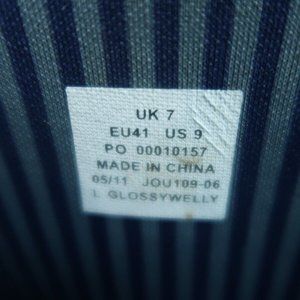 UK 7
EU41 US 9
PO 00010157
MADE IN CHINA
05/11 JOU109-06
L GLOSSYWELLY